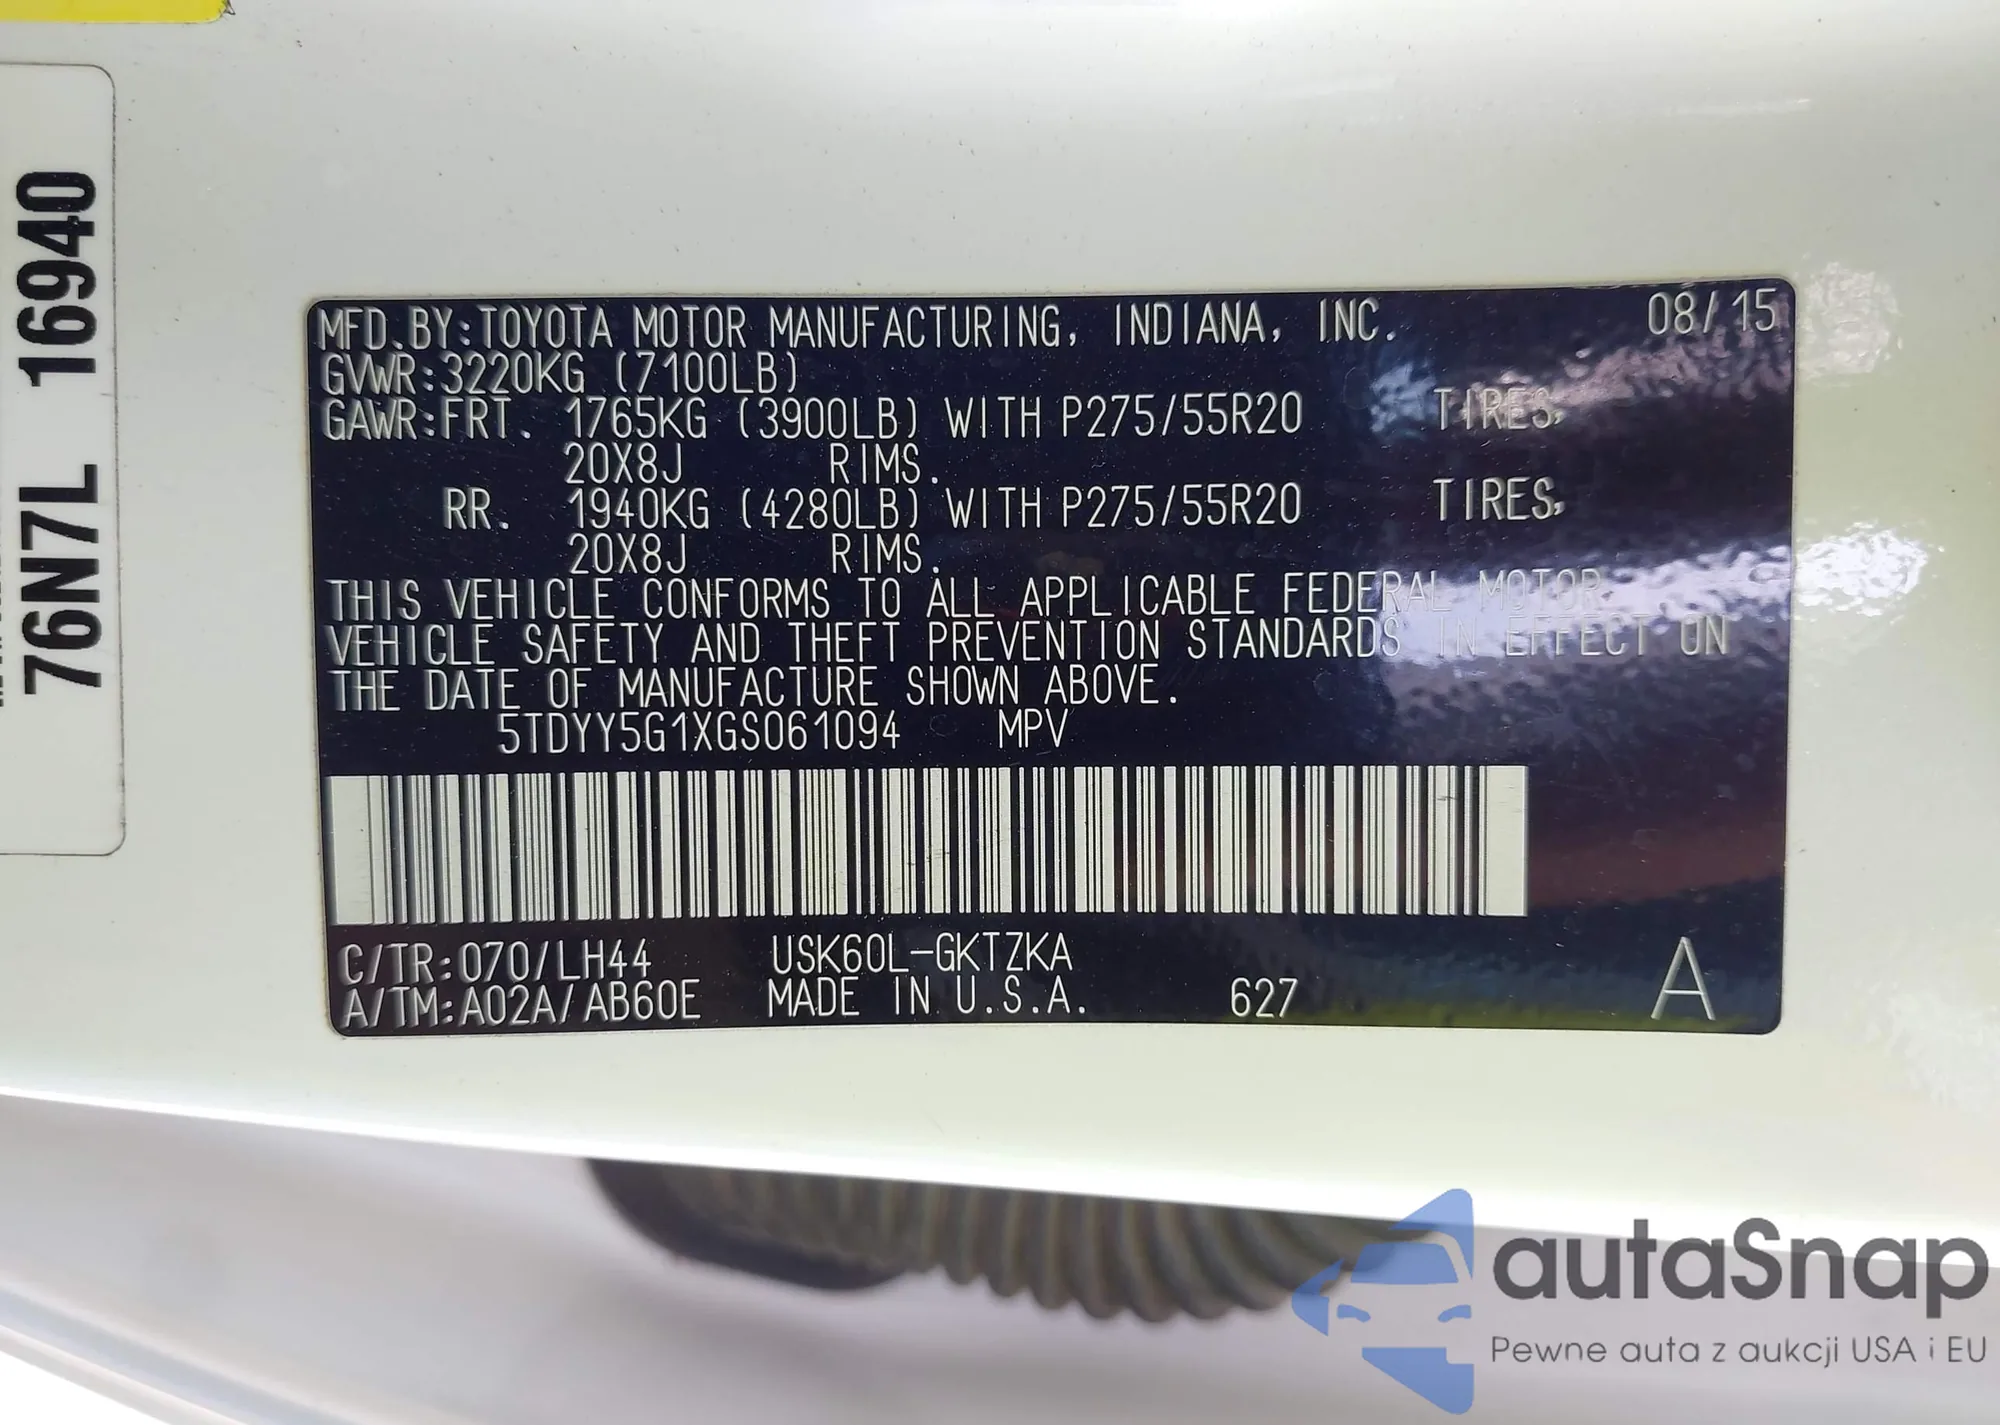 76N7L 16940
MFD.BY:TOYOTA MOTOR MANUFACTURING, INDIANA, INC. 08/15
GVWR:3220KG (7100LB)
GAWR:FRT. 1765KG (3900LB) WITH P275/55R20 TIRES,
20X8J RIMS.
RR. 1940KG (4280LB) WITH P275/55R20 TIRES,
20X8J RIMS.
THIS VEHICLE CONFORMS TO ALL APPLICABLE FEDERAL MOTOR
VEHICLE SAFETY AND THEFT PREVENTION STANDARDS IN EFFECT ON
THE DATE OF MANUFACTURE SHOWN ABOVE.
5TDYY5G1XGS061094 MPV
C/TR:070/LH44 USK60L-GKTZKA
A/TM:A02A/AB60E MADE IN U.S.A. 627 A
autaSnap
Pewne auta z aukcji USA i EU